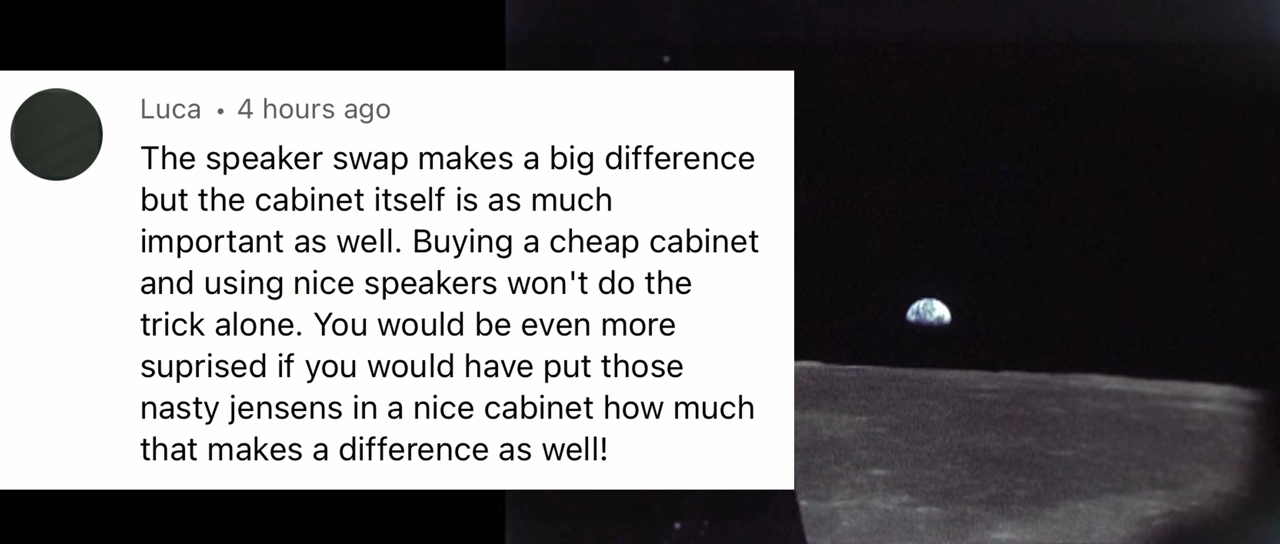 Luca • 4 hours ago
The speaker swap makes a big difference
but the cabinet itself is as much
important as well. Buying a cheap cabinet
and using nice speakers won't do the
trick alone. You would be even more
suprised if you would have put those
nasty jensens in a nice cabinet how much
that makes a difference as well!